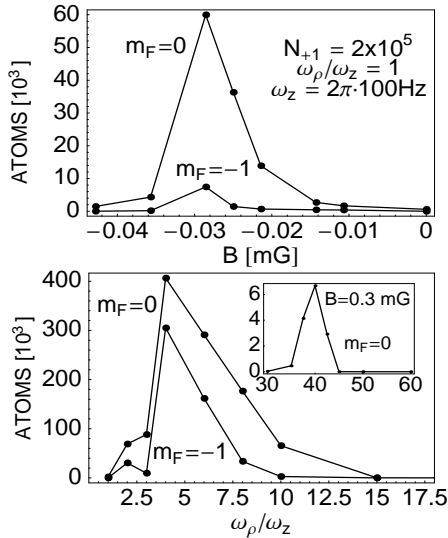 60
50
40
30
20
10
0
ATOMS [10³]
m_F=0
N₊₁ = 2x10⁵
ω_ρ/ω_z = 1
ω_z = 2π·100Hz
m_F=−1
−0.04 −0.03 −0.02 −0.01 0
B [mG]
400
300
200
100
0
ATOMS [10³]
m_F=0
m_F=−1
6
4
2
0
B=0.3 mG
m_F=0
30 40 50 60
2.5 5 7.5 10 12.5 15 17.5
ω_ρ/ω_z